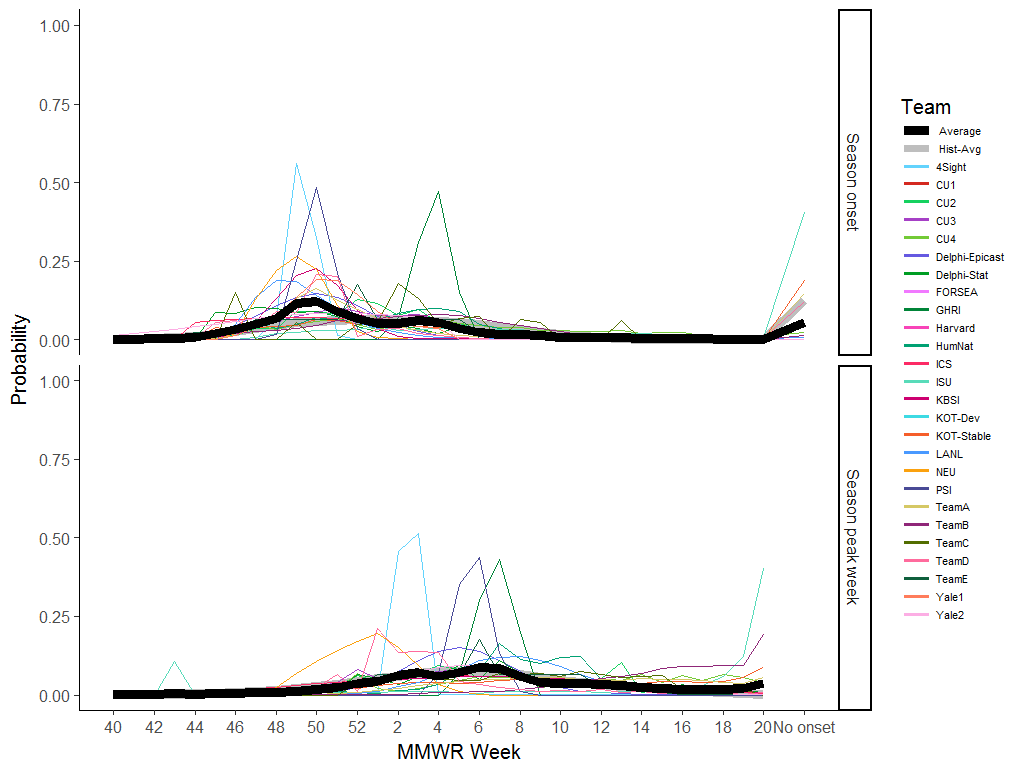 1.00
0.75
0.50
0.25
0.00
Season onset
1.00
0.75
0.50
0.25
0.00
Season peak week
Probability
40 42 44 46 48 50 52 2 4 6 8 10 12 14 16 18 20 No onset
MMWR Week
Team
Average
Hist-Avg
4Sight
CU1
CU2
CU3
CU4
Delphi-Epicast
Delphi-Stat
FORSEA
GHRI
Harvard
HumNat
ICS
ISU
KBSI
KOT-Dev
KOT-Stable
LANL
NEU
PSI
TeamA
TeamB
TeamC
TeamD
TeamE
Yale1
Yale2